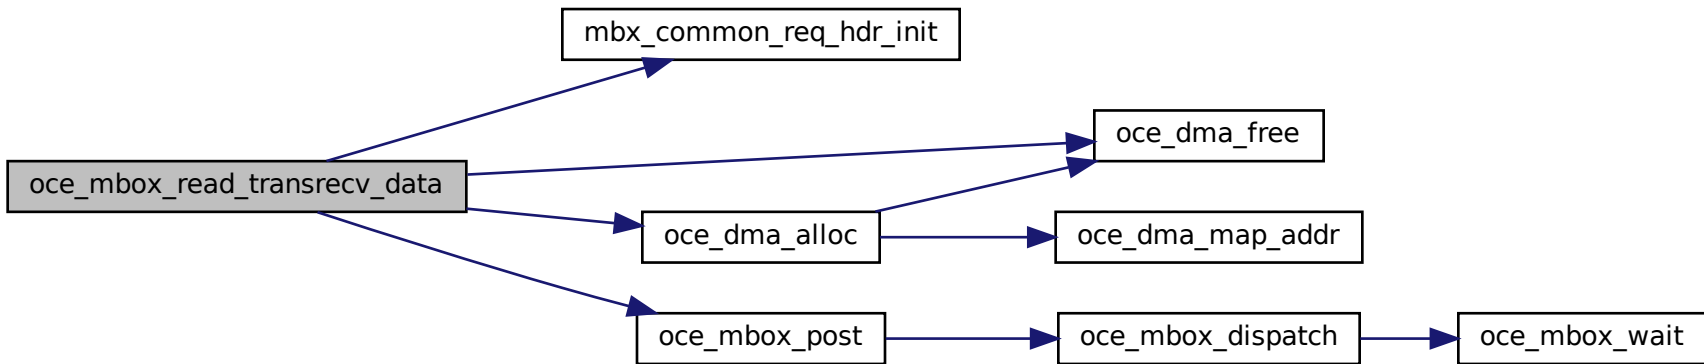 mbx_common_req_hdr_init
oce_dma_free
oce_mbox_read_transrecv_data
oce_dma_alloc
oce_dma_map_addr
oce_mbox_post
oce_mbox_dispatch
oce_mbox_wait